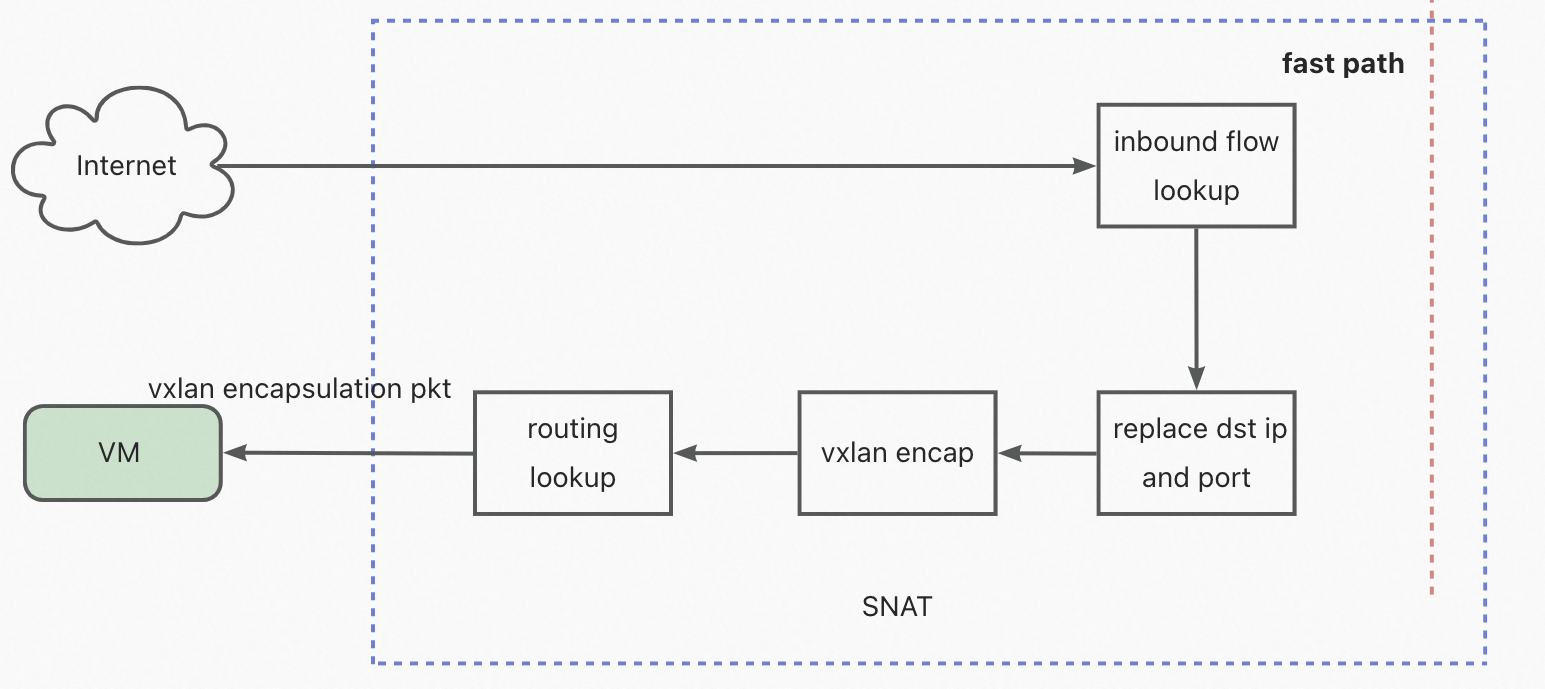 fast path
Internet
inbound flow
lookup
vxlan encapsulation pkt
VM
routing
lookup
vxlan encap
replace dst ip
and port
SNAT